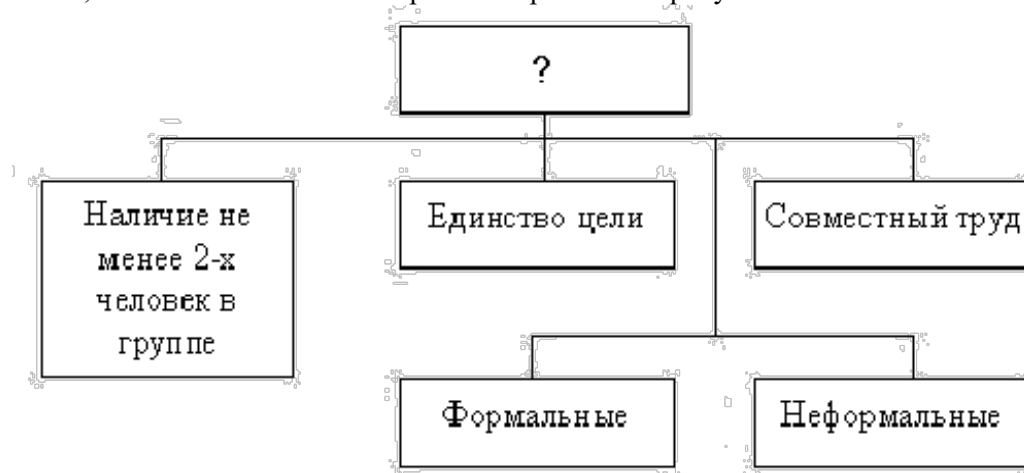 ?
Наличие не
менее 2-х
человек в
группе
Единство цели
Совместный труд
Формальные
Неформальные